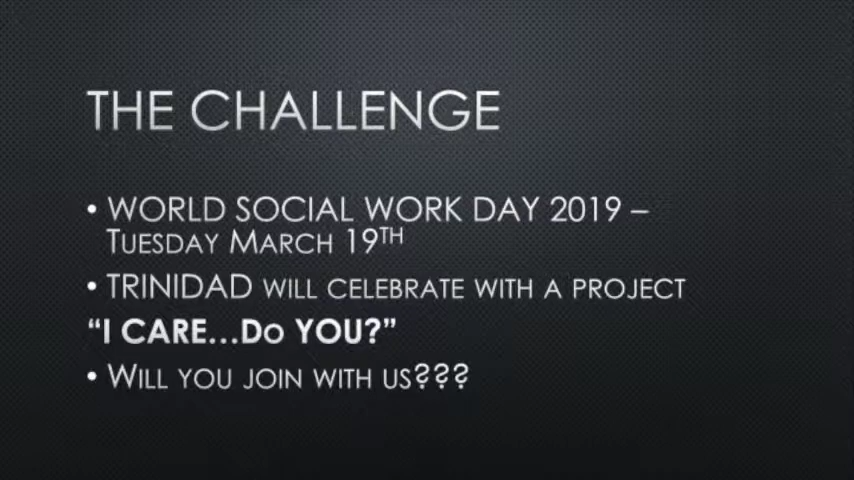 THE CHALLENGE
• WORLD SOCIAL WORK DAY 2019 –
TUESDAY MARCH 19TH
• TRINIDAD WILL CELEBRATE WITH A PROJECT
“I CARE…DO YOU?”
• WILL YOU JOIN WITH US???